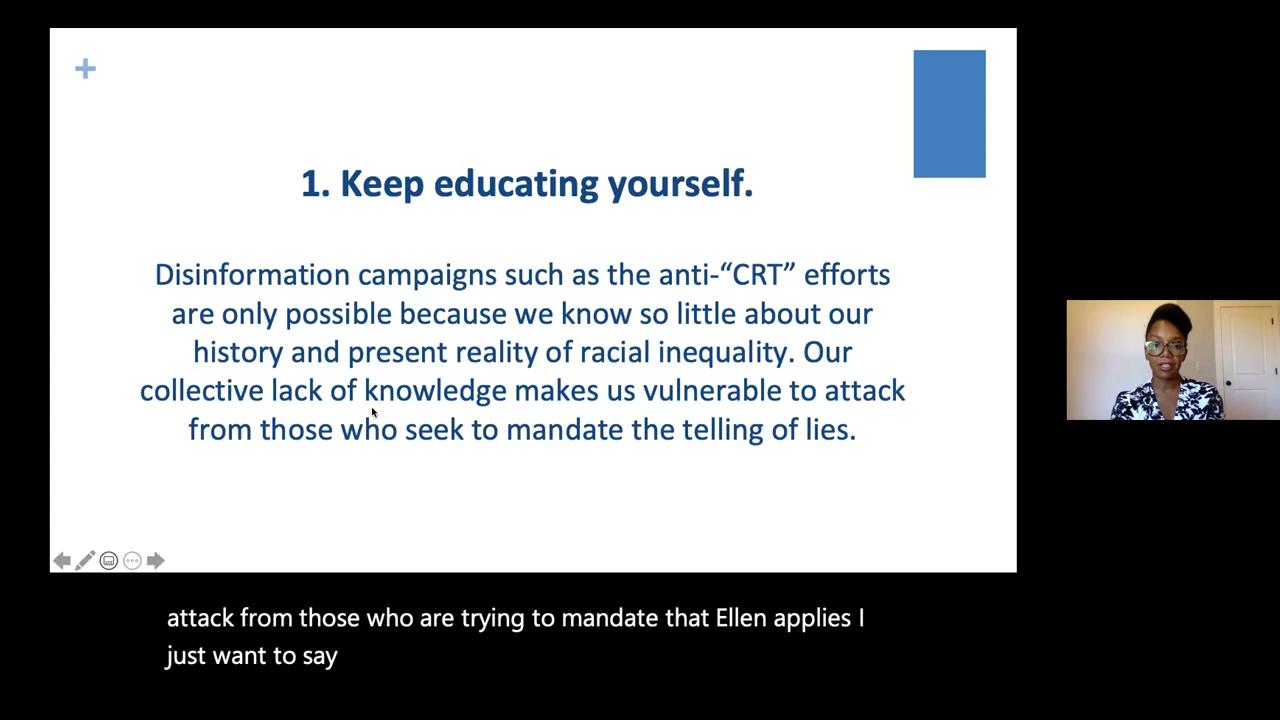 1. Keep educating yourself.
Disinformation campaigns such as the anti-“CRT” efforts
are only possible because we know so little about our
history and present reality of racial inequality. Our
collective lack of knowledge makes us vulnerable to attack
from those who seek to mandate the telling of lies.
attack from those who are trying to mandate that Ellen applies I
just want to say